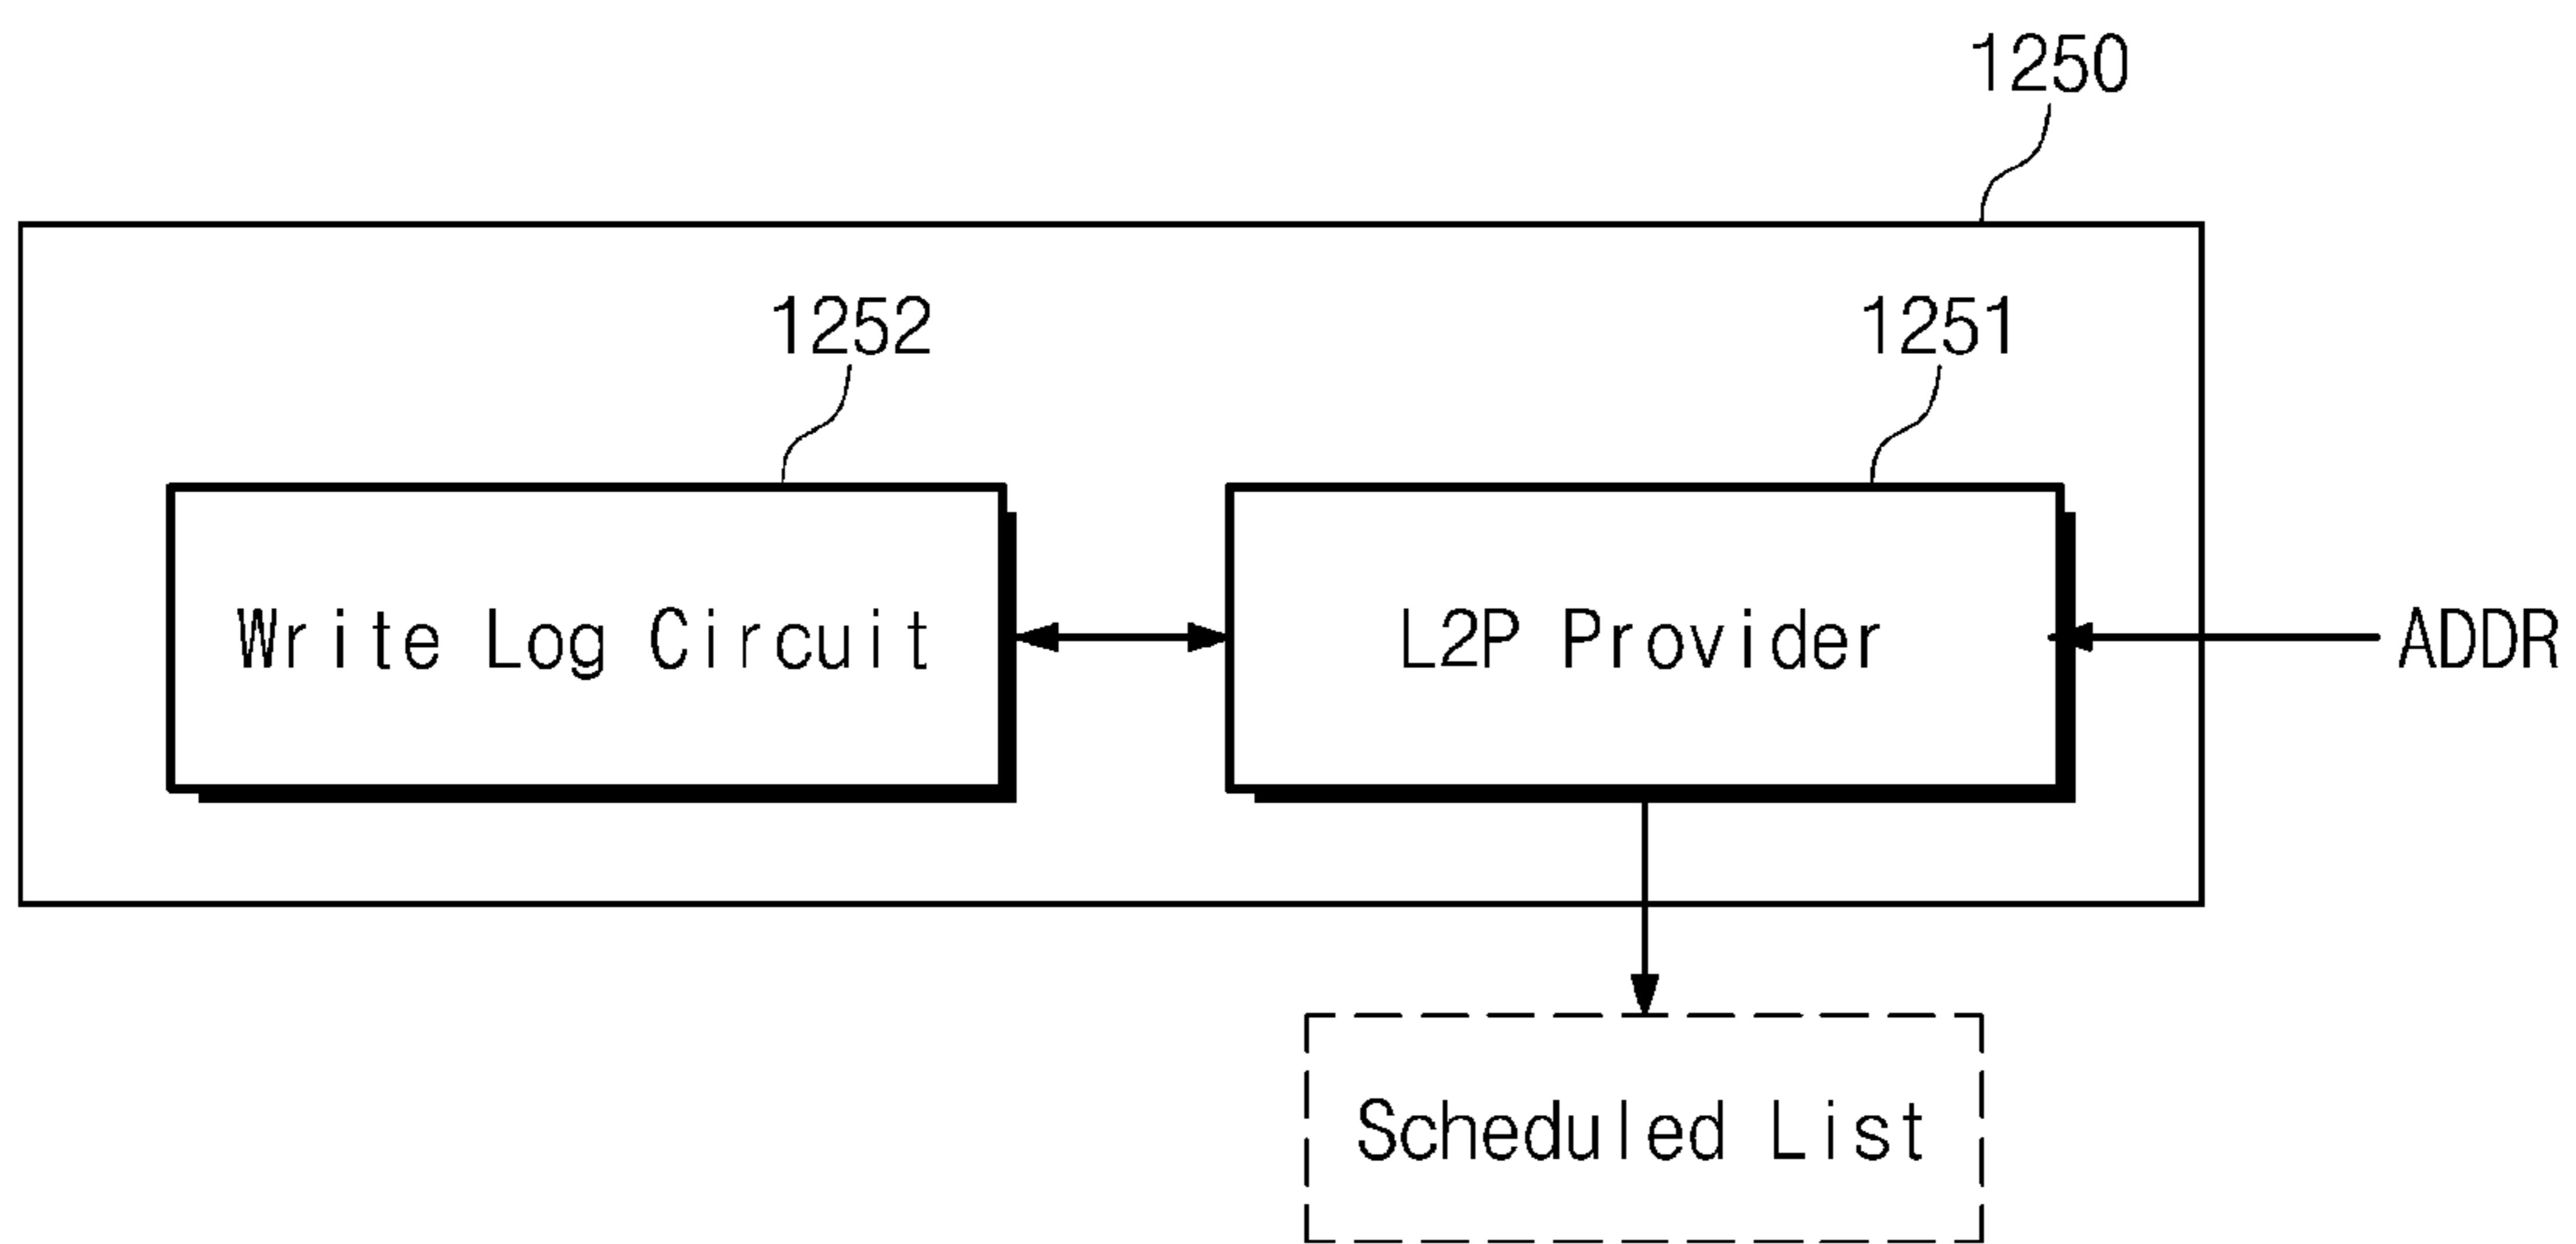 1250
1252
1251
Write Log Circuit
L2P Provider
ADDR
Scheduled List